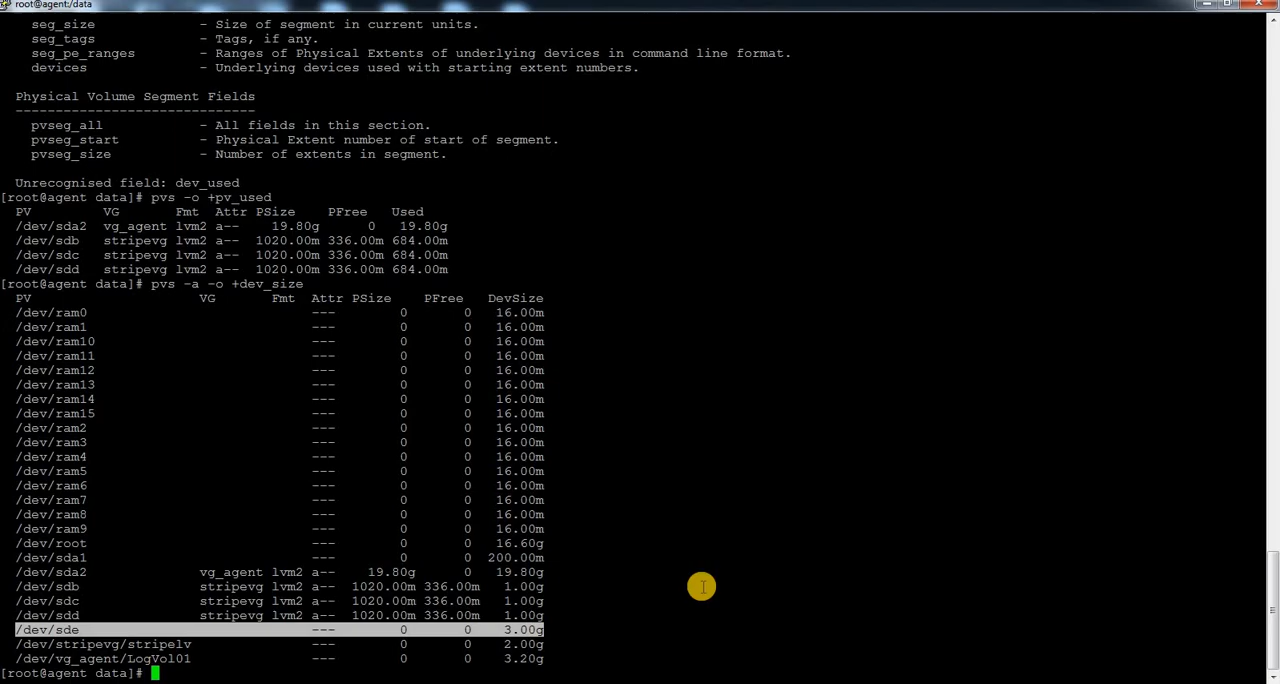 root@agent:/data
seg_size - Size of segment in current units.
seg_tags - Tags, if any.
seg_pe_ranges - Ranges of Physical Extents of underlying devices in command line format.
devices - Underlying devices used with starting extent numbers.
Physical Volume Segment Fields
------------------------------
pvseg_all - All fields in this section.
pvseg_start - Physical Extent number of start of segment.
pvseg_size - Number of extents in segment.
Unrecognised field: dev_used
[root@agent data]# pvs -o +pv_used
PV VG Fmt Attr PSize PFree Used
/dev/sda2 vg_agent lvm2 a-- 19.80g 0 19.80g
/dev/sdb stripevg lvm2 a-- 1020.00m 336.00m 684.00m
/dev/sdc stripevg lvm2 a-- 1020.00m 336.00m 684.00m
/dev/sdd stripevg lvm2 a-- 1020.00m 336.00m 684.00m
[root@agent data]# pvs -a -o +dev_size
PV VG Fmt Attr PSize PFree DevSize
/dev/ram0 --- 0 0 16.00m
/dev/ram1 --- 0 0 16.00m
/dev/ram10 --- 0 0 16.00m
/dev/ram11 --- 0 0 16.00m
/dev/ram12 --- 0 0 16.00m
/dev/ram13 --- 0 0 16.00m
/dev/ram14 --- 0 0 16.00m
/dev/ram15 --- 0 0 16.00m
/dev/ram2 --- 0 0 16.00m
/dev/ram3 --- 0 0 16.00m
/dev/ram4 --- 0 0 16.00m
/dev/ram5 --- 0 0 16.00m
/dev/ram6 --- 0 0 16.00m
/dev/ram7 --- 0 0 16.00m
/dev/ram8 --- 0 0 16.00m
/dev/ram9 --- 0 0 16.00m
/dev/root --- 0 0 16.60g
/dev/sda1 --- 0 0 200.00m
/dev/sda2 vg_agent lvm2 a-- 19.80g 0 19.80g
/dev/sdb stripevg lvm2 a-- 1020.00m 336.00m 1.00g
/dev/sdc stripevg lvm2 a-- 1020.00m 336.00m 1.00g
/dev/sdd stripevg lvm2 a-- 1020.00m 336.00m 1.00g
/dev/sde --- 0 0 3.00g
/dev/stripevg/stripelv --- 0 0 2.00g
/dev/vg_agent/LogVol01 --- 0 0 3.20g
[root@agent data]#